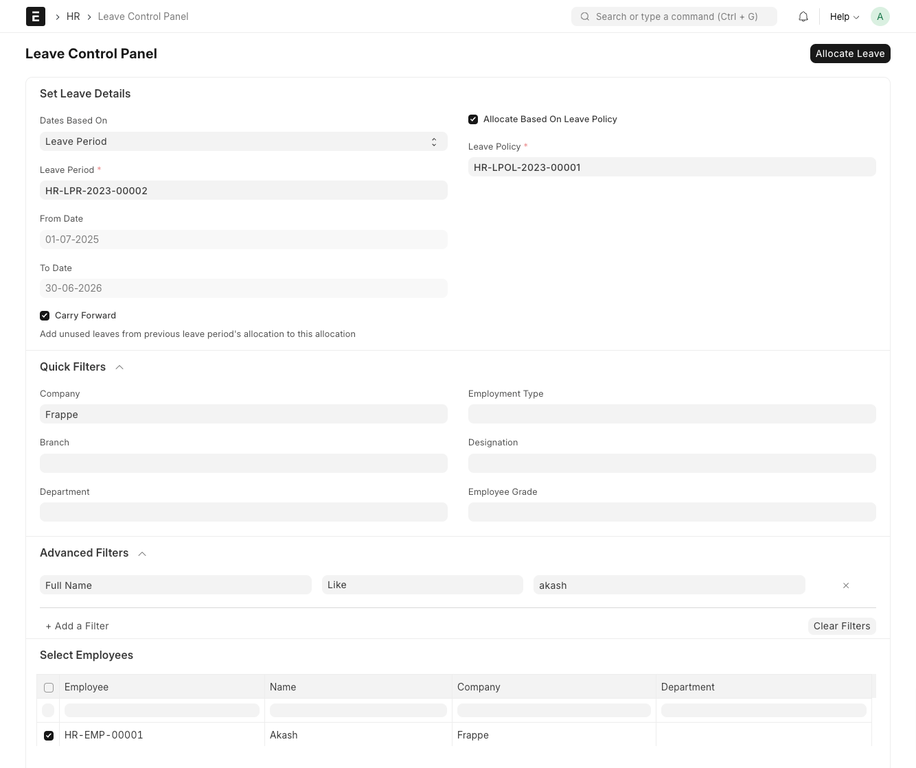 E
HR
Leave Control Panel
Search or type a command (Ctrl + G)
Help
A
Leave Control Panel
Allocate Leave
Set Leave Details
Dates Based On
Leave Period
Leave Period *
HR-LPR-2023-00002
From Date
01-07-2025
To Date
30-06-2026
Carry Forward
Add unused leaves from previous leave period's allocation to this allocation
Allocate Based On Leave Policy
Leave Policy *
HR-LPOL-2023-00001
Quick Filters
Company
Frappe
Branch
Department
Employment Type
Designation
Employee Grade
Advanced Filters
Full Name Like akash
+ Add a Filter
Clear Filters
Select Employees
Employee Name Company Department
HR-EMP-00001 Akash Frappe